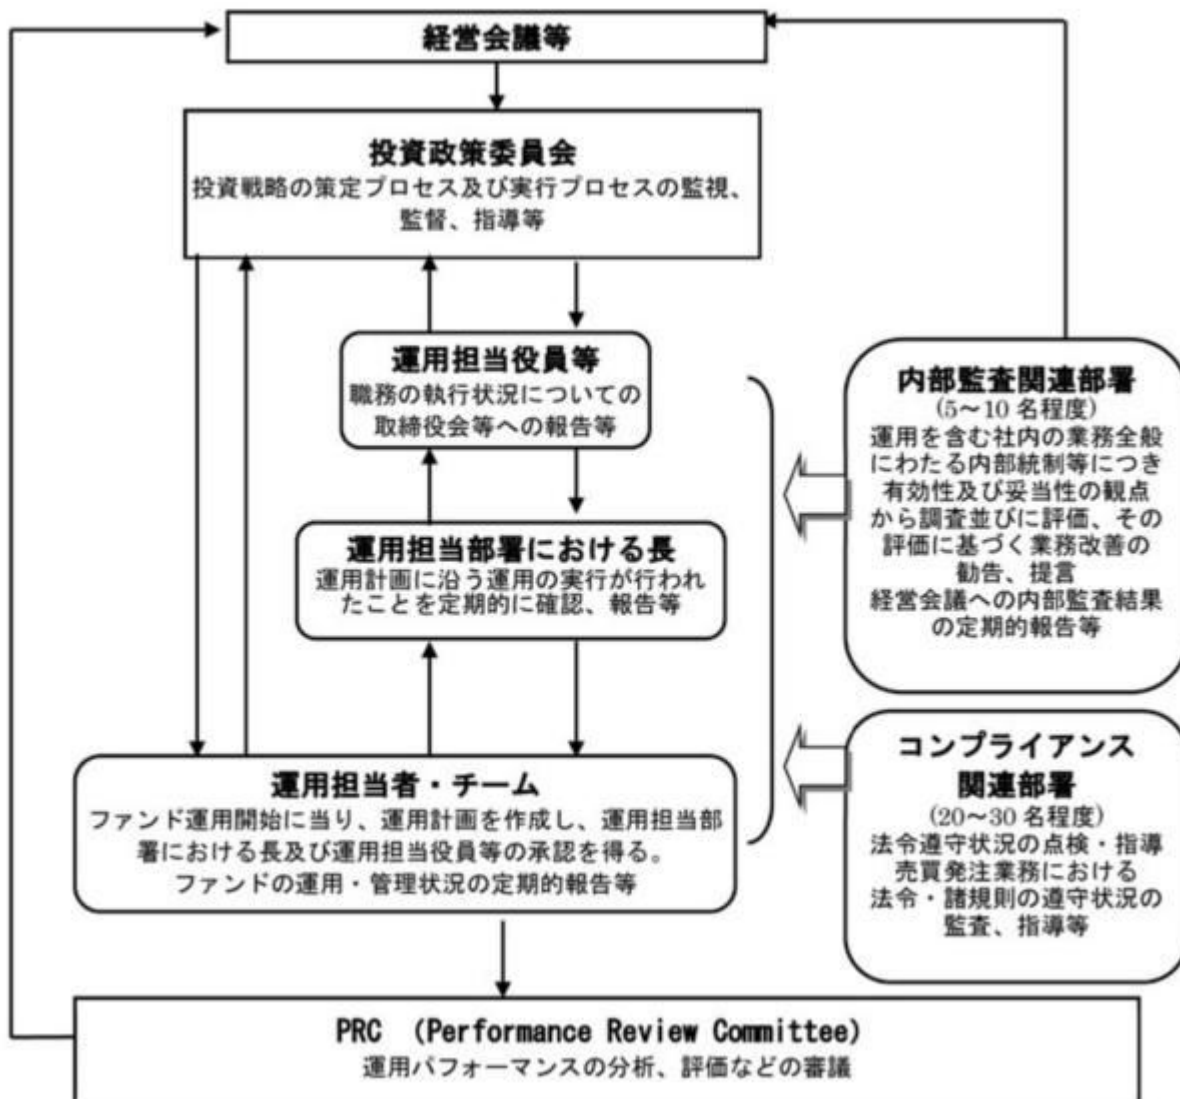 経営会議等
投資政策委員会
投資戦略の策定プロセス及び実行プロセスの監視、
監督、指導等
運用担当役員等
職務の執行状況についての
取締役会等への報告等
運用担当部署における長
運用計画に沿う運用の実行が行われ
たことを定期的に確認、報告等
運用担当者・チーム
ファンド運用開始に当り、運用計画を作成し、運用担当部
署における長及び運用担当役員等の承認を得る。
ファンドの運用・管理状況の定期的報告等
内部監査関連部署
(5～10 名程度)
運用を含む社内の業務全般
にわたる内部統制等につき
有効性及び妥当性の観点
から調査並びに評価、その
評価に基づく業務改善の
勧告、提言
経営会議への内部監査結果
の定期的報告等
コンプライアンス
関連部署
(20～30 名程度)
法令遵守状況の点検・指導
売買発注業務における
法令・諸規則の遵守状況の
監査、指導等
PRC (Performance Review Committee)
運用パフォーマンスの分析、評価などの審議